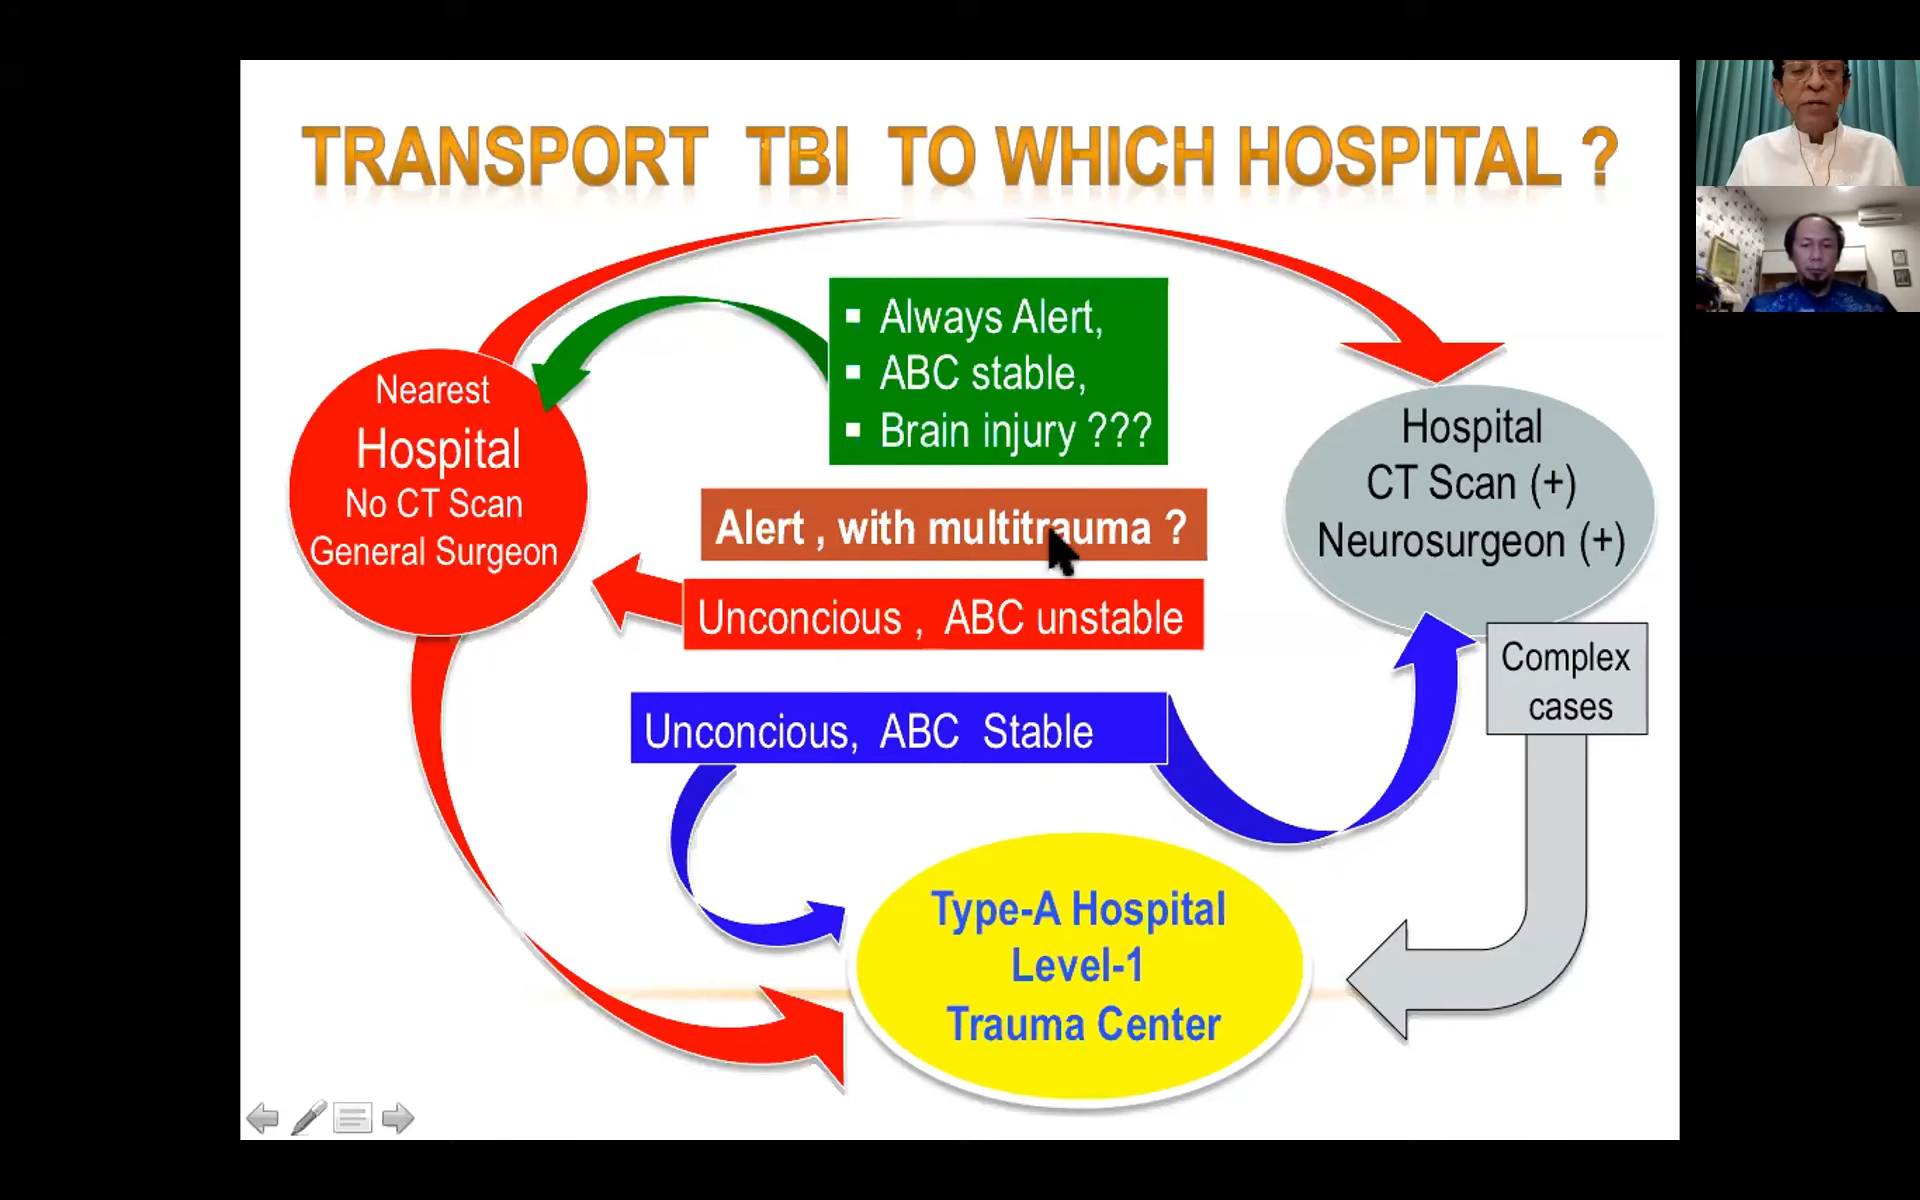 TRANSPORT TBI TO WHICH HOSPITAL ?
Always Alert,
ABC stable,
Brain injury ???
Nearest
Hospital
No CT Scan
General Surgeon
Hospital
CT Scan (+)
Neurosurgeon (+)
Alert , with multitrauma ?
Unconcious , ABC unstable
Complex
cases
Unconcious, ABC Stable
Type-A Hospital
Level-1
Trauma Center